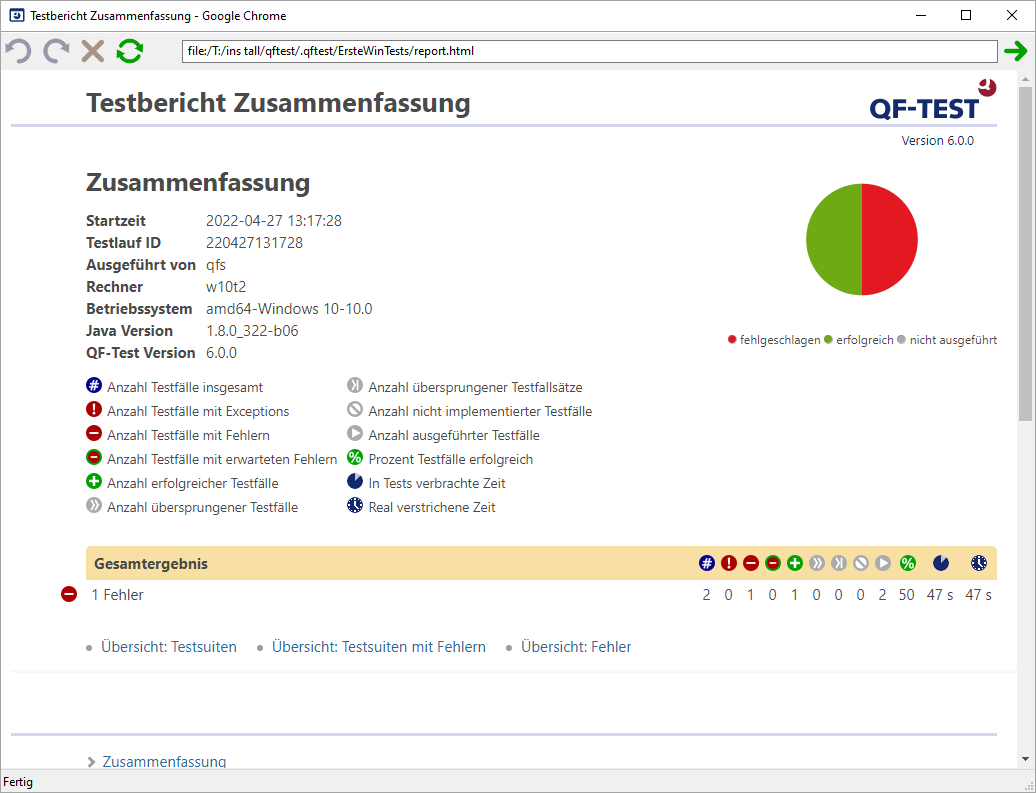 Testbericht Zusammenfassung - Google Chrome
file:/T:/ins tall/qftest/.qftest/ErsteWinTests/report.html
Testbericht Zusammenfassung
QF-TEST
Version 6.0.0
Zusammenfassung
Startzeit 2022-04-27 13:17:28
Testlauf ID 220427131728
Ausgeführt von qfs
Rechner w10t2
Betriebssystem amd64-Windows 10-10.0
Java Version 1.8.0_322-b06
QF-Test Version 6.0.0
fehlgeschlagen erfolgreich nicht ausgeführt
# Anzahl Testfälle insgesamt Anzahl übersprungener Testfallsätze
! Anzahl Testfälle mit Exceptions Anzahl nicht implementierter Testfälle
Anzahl Testfälle mit Fehlern Anzahl ausgeführter Testfälle
Anzahl Testfälle mit erwarteten Fehlern % Prozent Testfälle erfolgreich
Anzahl erfolgreicher Testfälle In Tests verbrachte Zeit
Anzahl übersprungener Testfälle Real verstrichene Zeit
Gesamtergebnis # ! %
1 Fehler 2 0 1 0 1 0 0 0 2 50 47 s 47 s
Übersicht: Testsuiten Übersicht: Testsuiten mit Fehlern Übersicht: Fehler
Zusammenfassung
Fertig